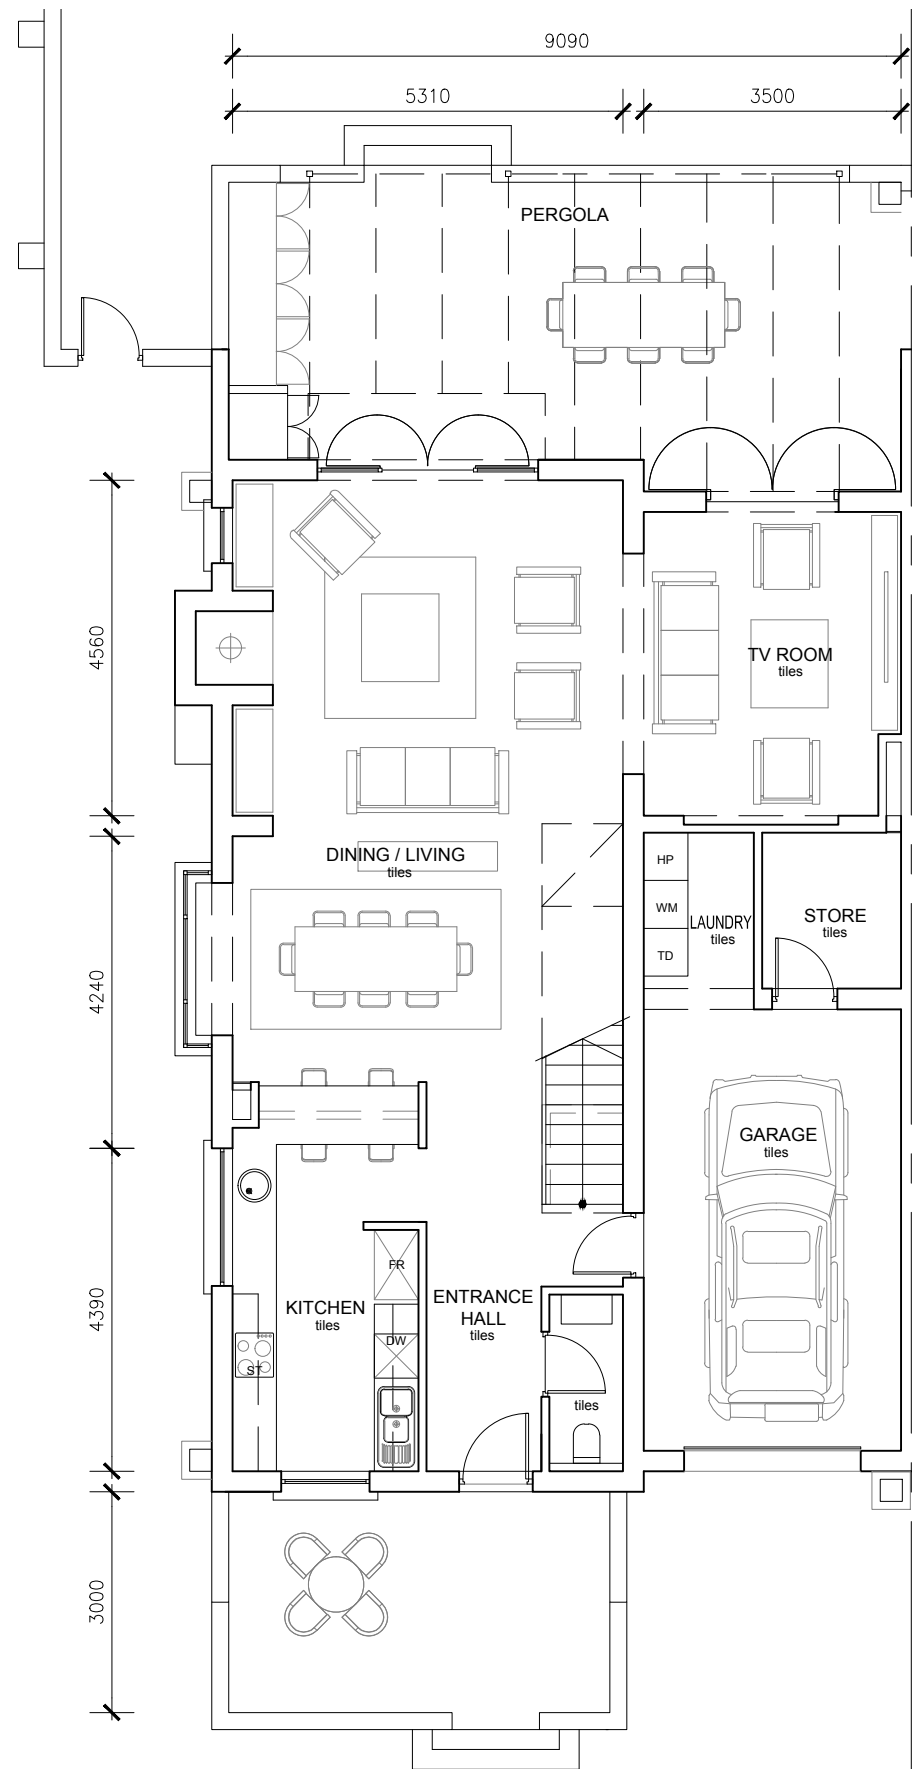 9090
5310
3500
PERGOLA
4560
TV ROOM
tiles
DINING / LIVING
tiles
HP
WM
TD
LAUNDRY
tiles
STORE
tiles
4240
GARAGE
tiles
4390
FR
KITCHEN
tiles
ENTRANCE
HALL
tiles
DW
ST
tiles
3000